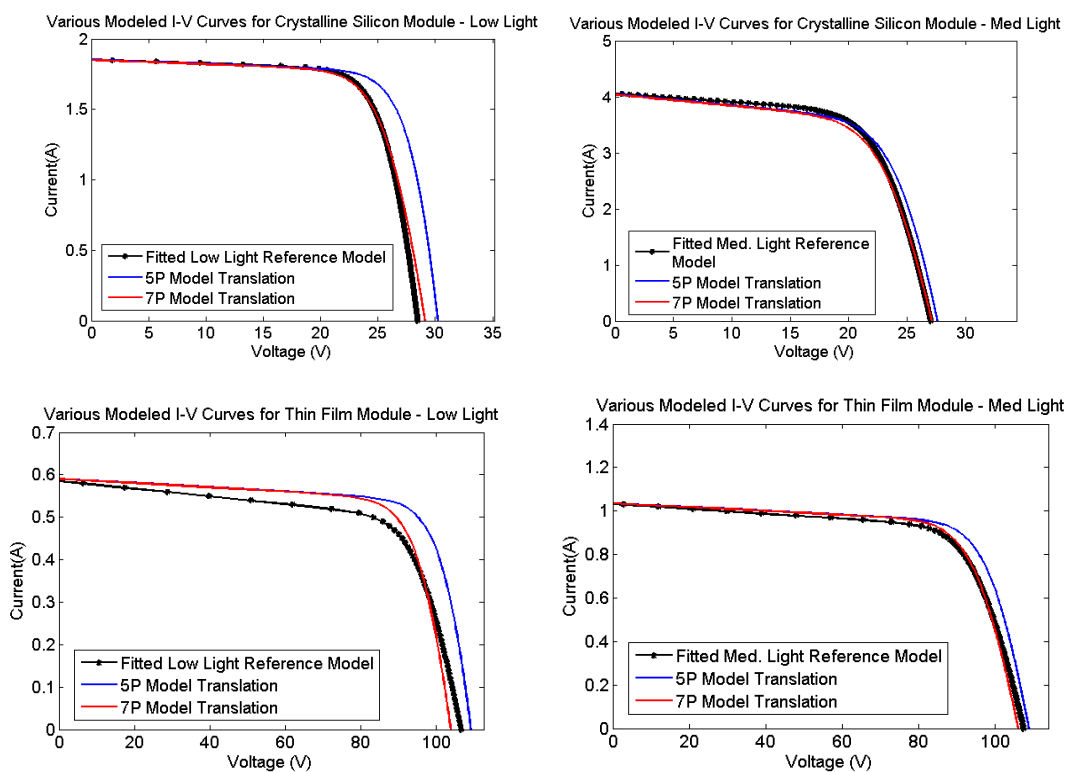 Various Modeled I-V Curves for Crystalline Silicon Module - Low Light
2
1.5
1
0.5
0
Current(A)
Fitted Low Light Reference Model
5P Model Translation
7P Model Translation
0 5 10 15 20 25 30 35
Voltage (V)
Various Modeled I-V Curves for Crystalline Silicon Module - Med Light
5
4
3
2
1
0
Current(A)
Fitted Med. Light Reference
Model
5P Model Translation
7P Model Translation
0 5 10 15 20 25 30
Voltage (V)
Various Modeled I-V Curves for Thin Film Module - Low Light
0.7
0.6
0.5
0.4
0.3
0.2
0.1
0
Current(A)
Fitted Low Light Reference Model
5P Model Translation
7P Model Translation
0 20 40 60 80 100
Voltage (V)
Various Modeled I-V Curves for Thin Film Module - Med Light
1.4
1.2
1
0.8
0.6
0.4
0.2
0
Current(A)
Fitted Med. Light Reference Model
5P Model Translation
7P Model Translation
0 20 40 60 80 100
Voltage (V)